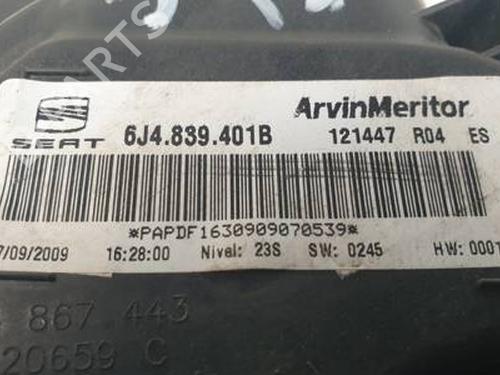 SEAT
6J4.839.401B
ArvinMeritor
121447 R04 ES
*PAPDF1630909070539*
7/09/2009 16:28:00 Nivel: 23S SW: 0245 HW: 000
867 443
20659 C